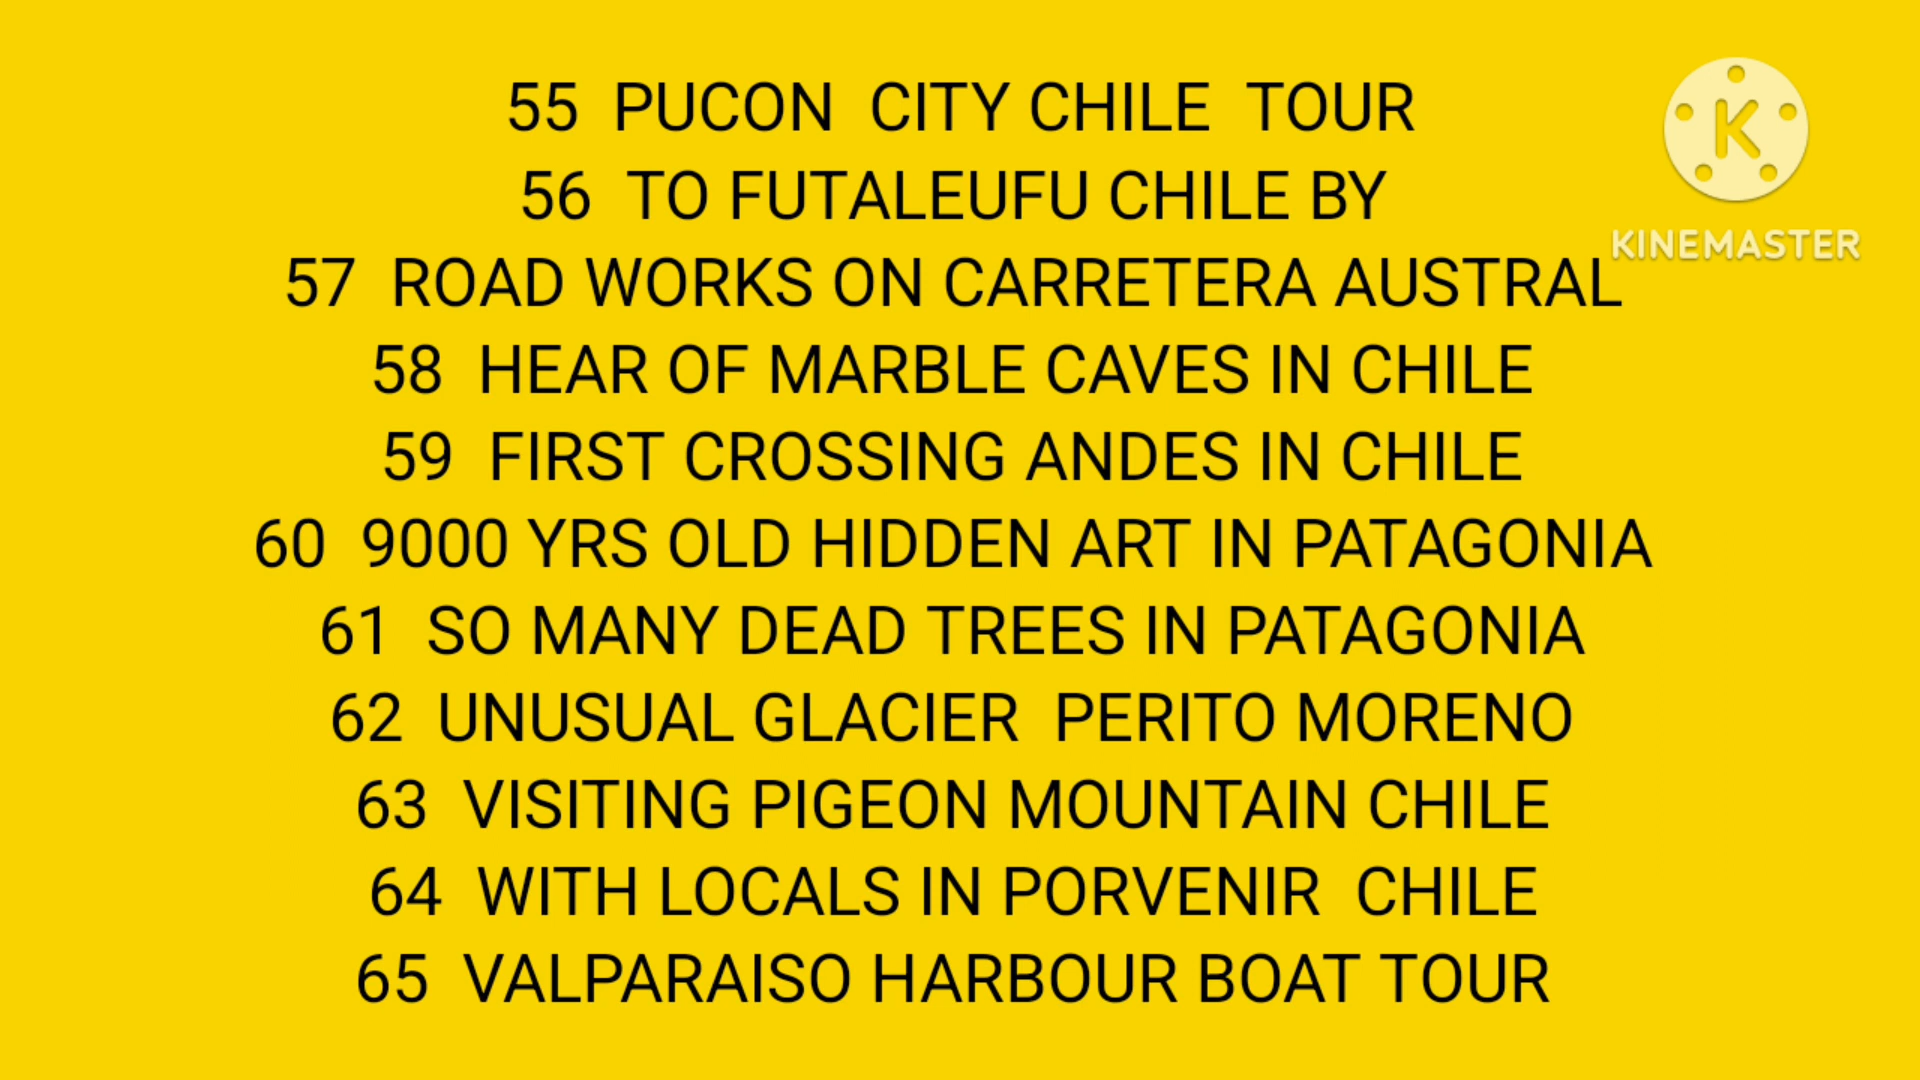 55  PUCON  CITY CHILE  TOUR
56  TO FUTALEUFU CHILE BY
57  ROAD WORKS ON CARRETERA AUSTRAL
58  HEAR OF MARBLE CAVES IN CHILE
59  FIRST CROSSING ANDES IN CHILE
60  9000 YRS OLD HIDDEN ART IN PATAGONIA
61  SO MANY DEAD TREES IN PATAGONIA
62  UNUSUAL GLACIER  PERITO MORENO
63  VISITING PIGEON MOUNTAIN CHILE
64  WITH LOCALS IN PORVENIR  CHILE
65  VALPARAISO HARBOUR BOAT TOUR
K
KINEMASTER